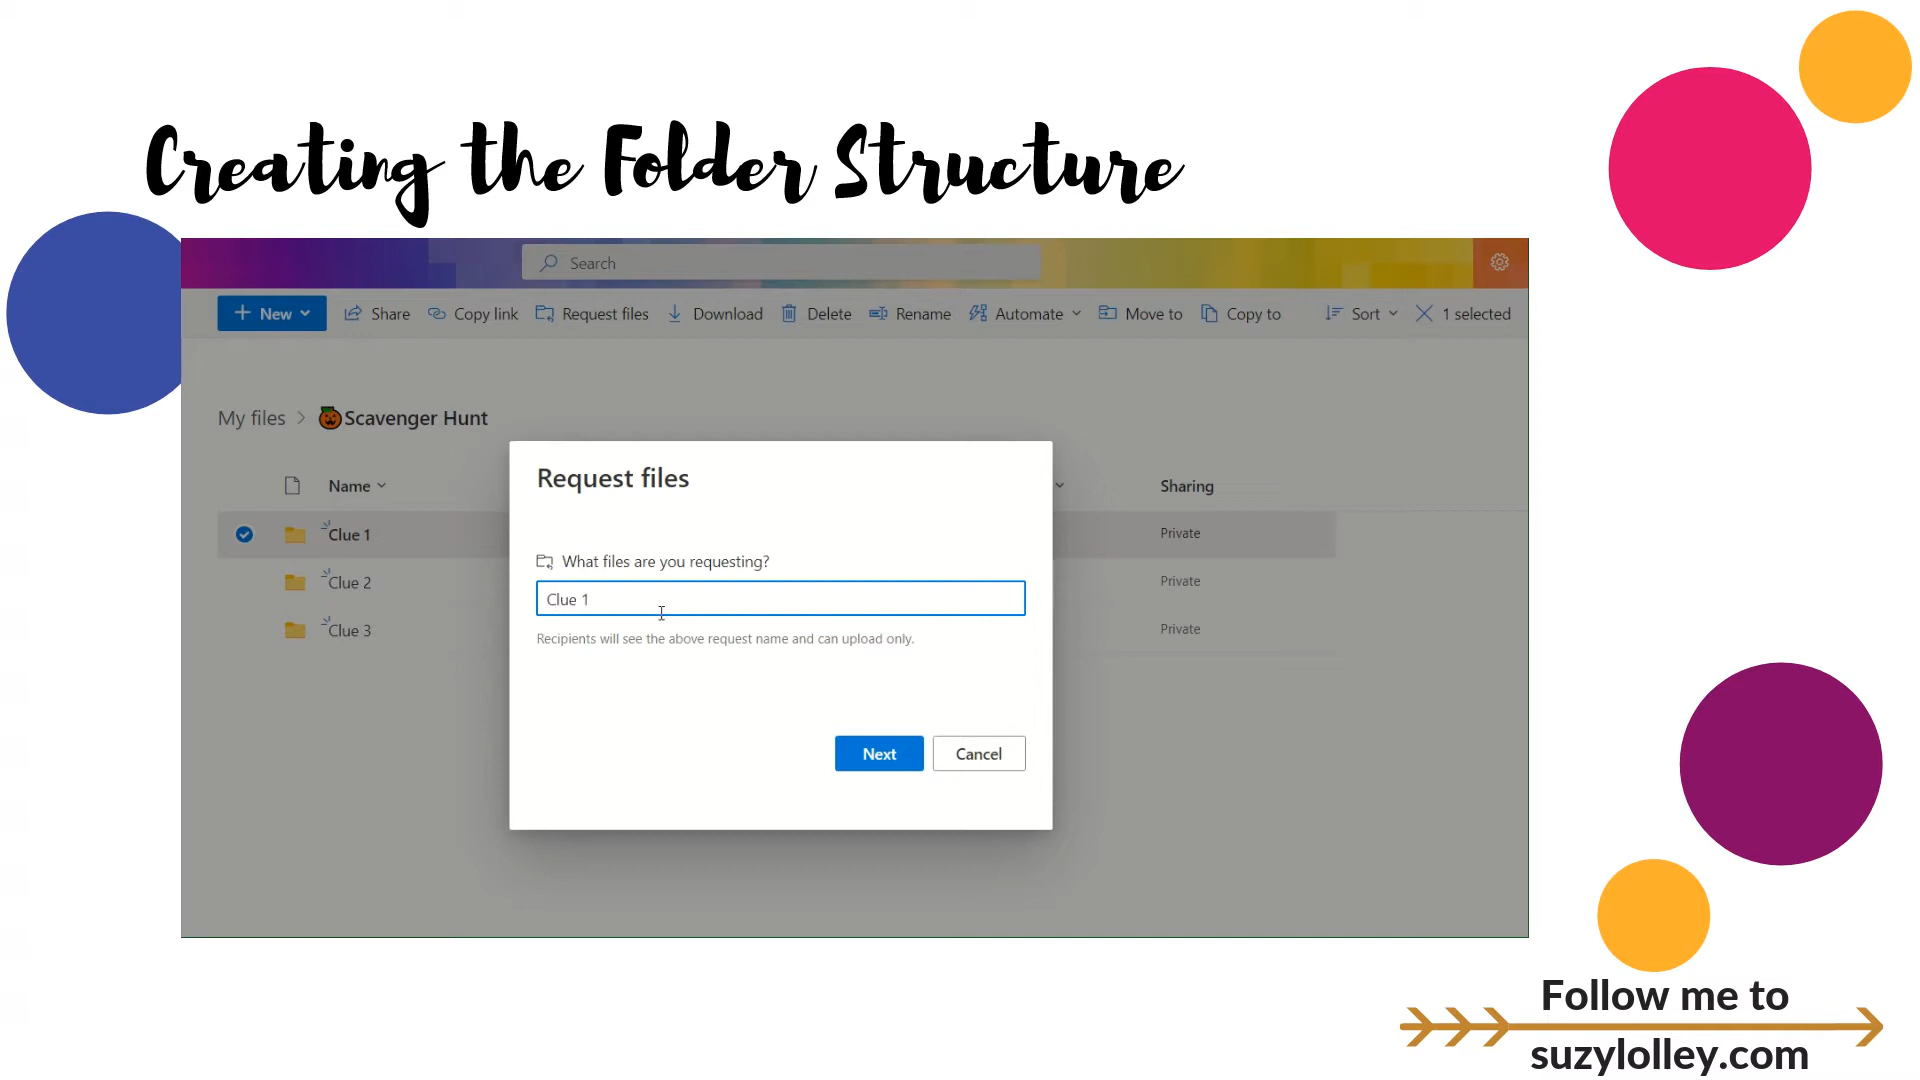 Creating the Folder Structure
Search
New Share Copy link Request files Download Delete Rename Automate Move to Copy to Sort 1 selected
My files > Scavenger Hunt
Name Sharing
Clue 1 Private
Clue 2 Private
Clue 3 Private
Request files
What files are you requesting?
Clue 1
Recipients will see the above request name and can upload only.
Next Cancel
Follow me to
suzylolley.com